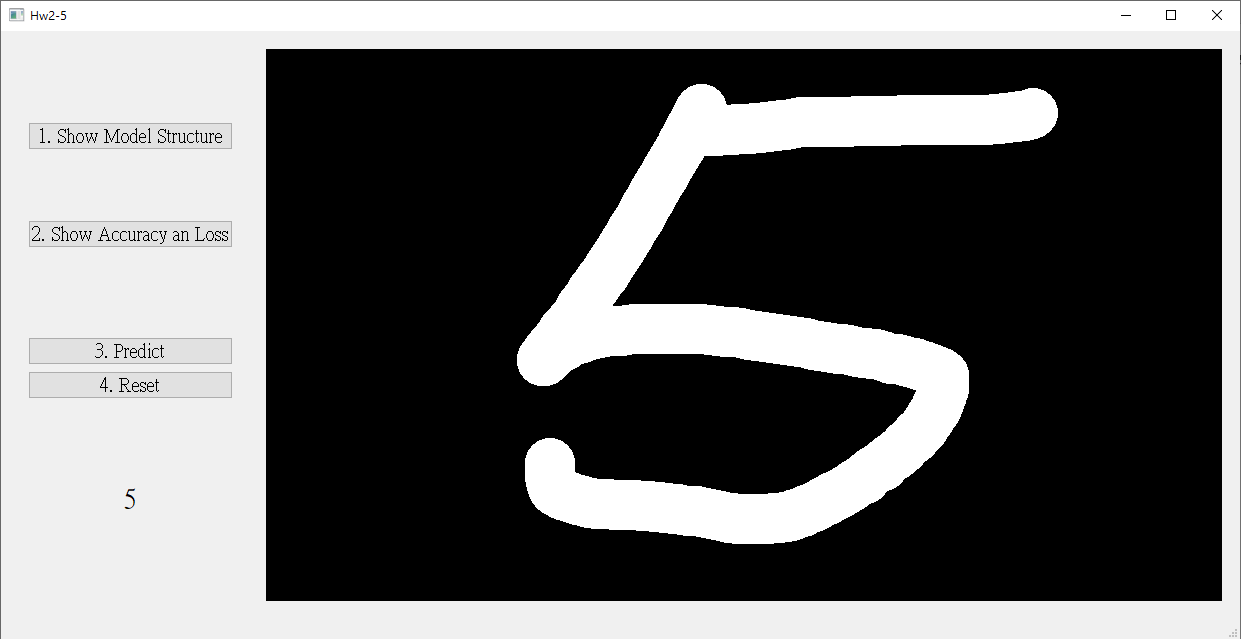 Hw2-5
1. Show Model Structure
2. Show Accuracy an Loss
3. Predict
4. Reset
5
5